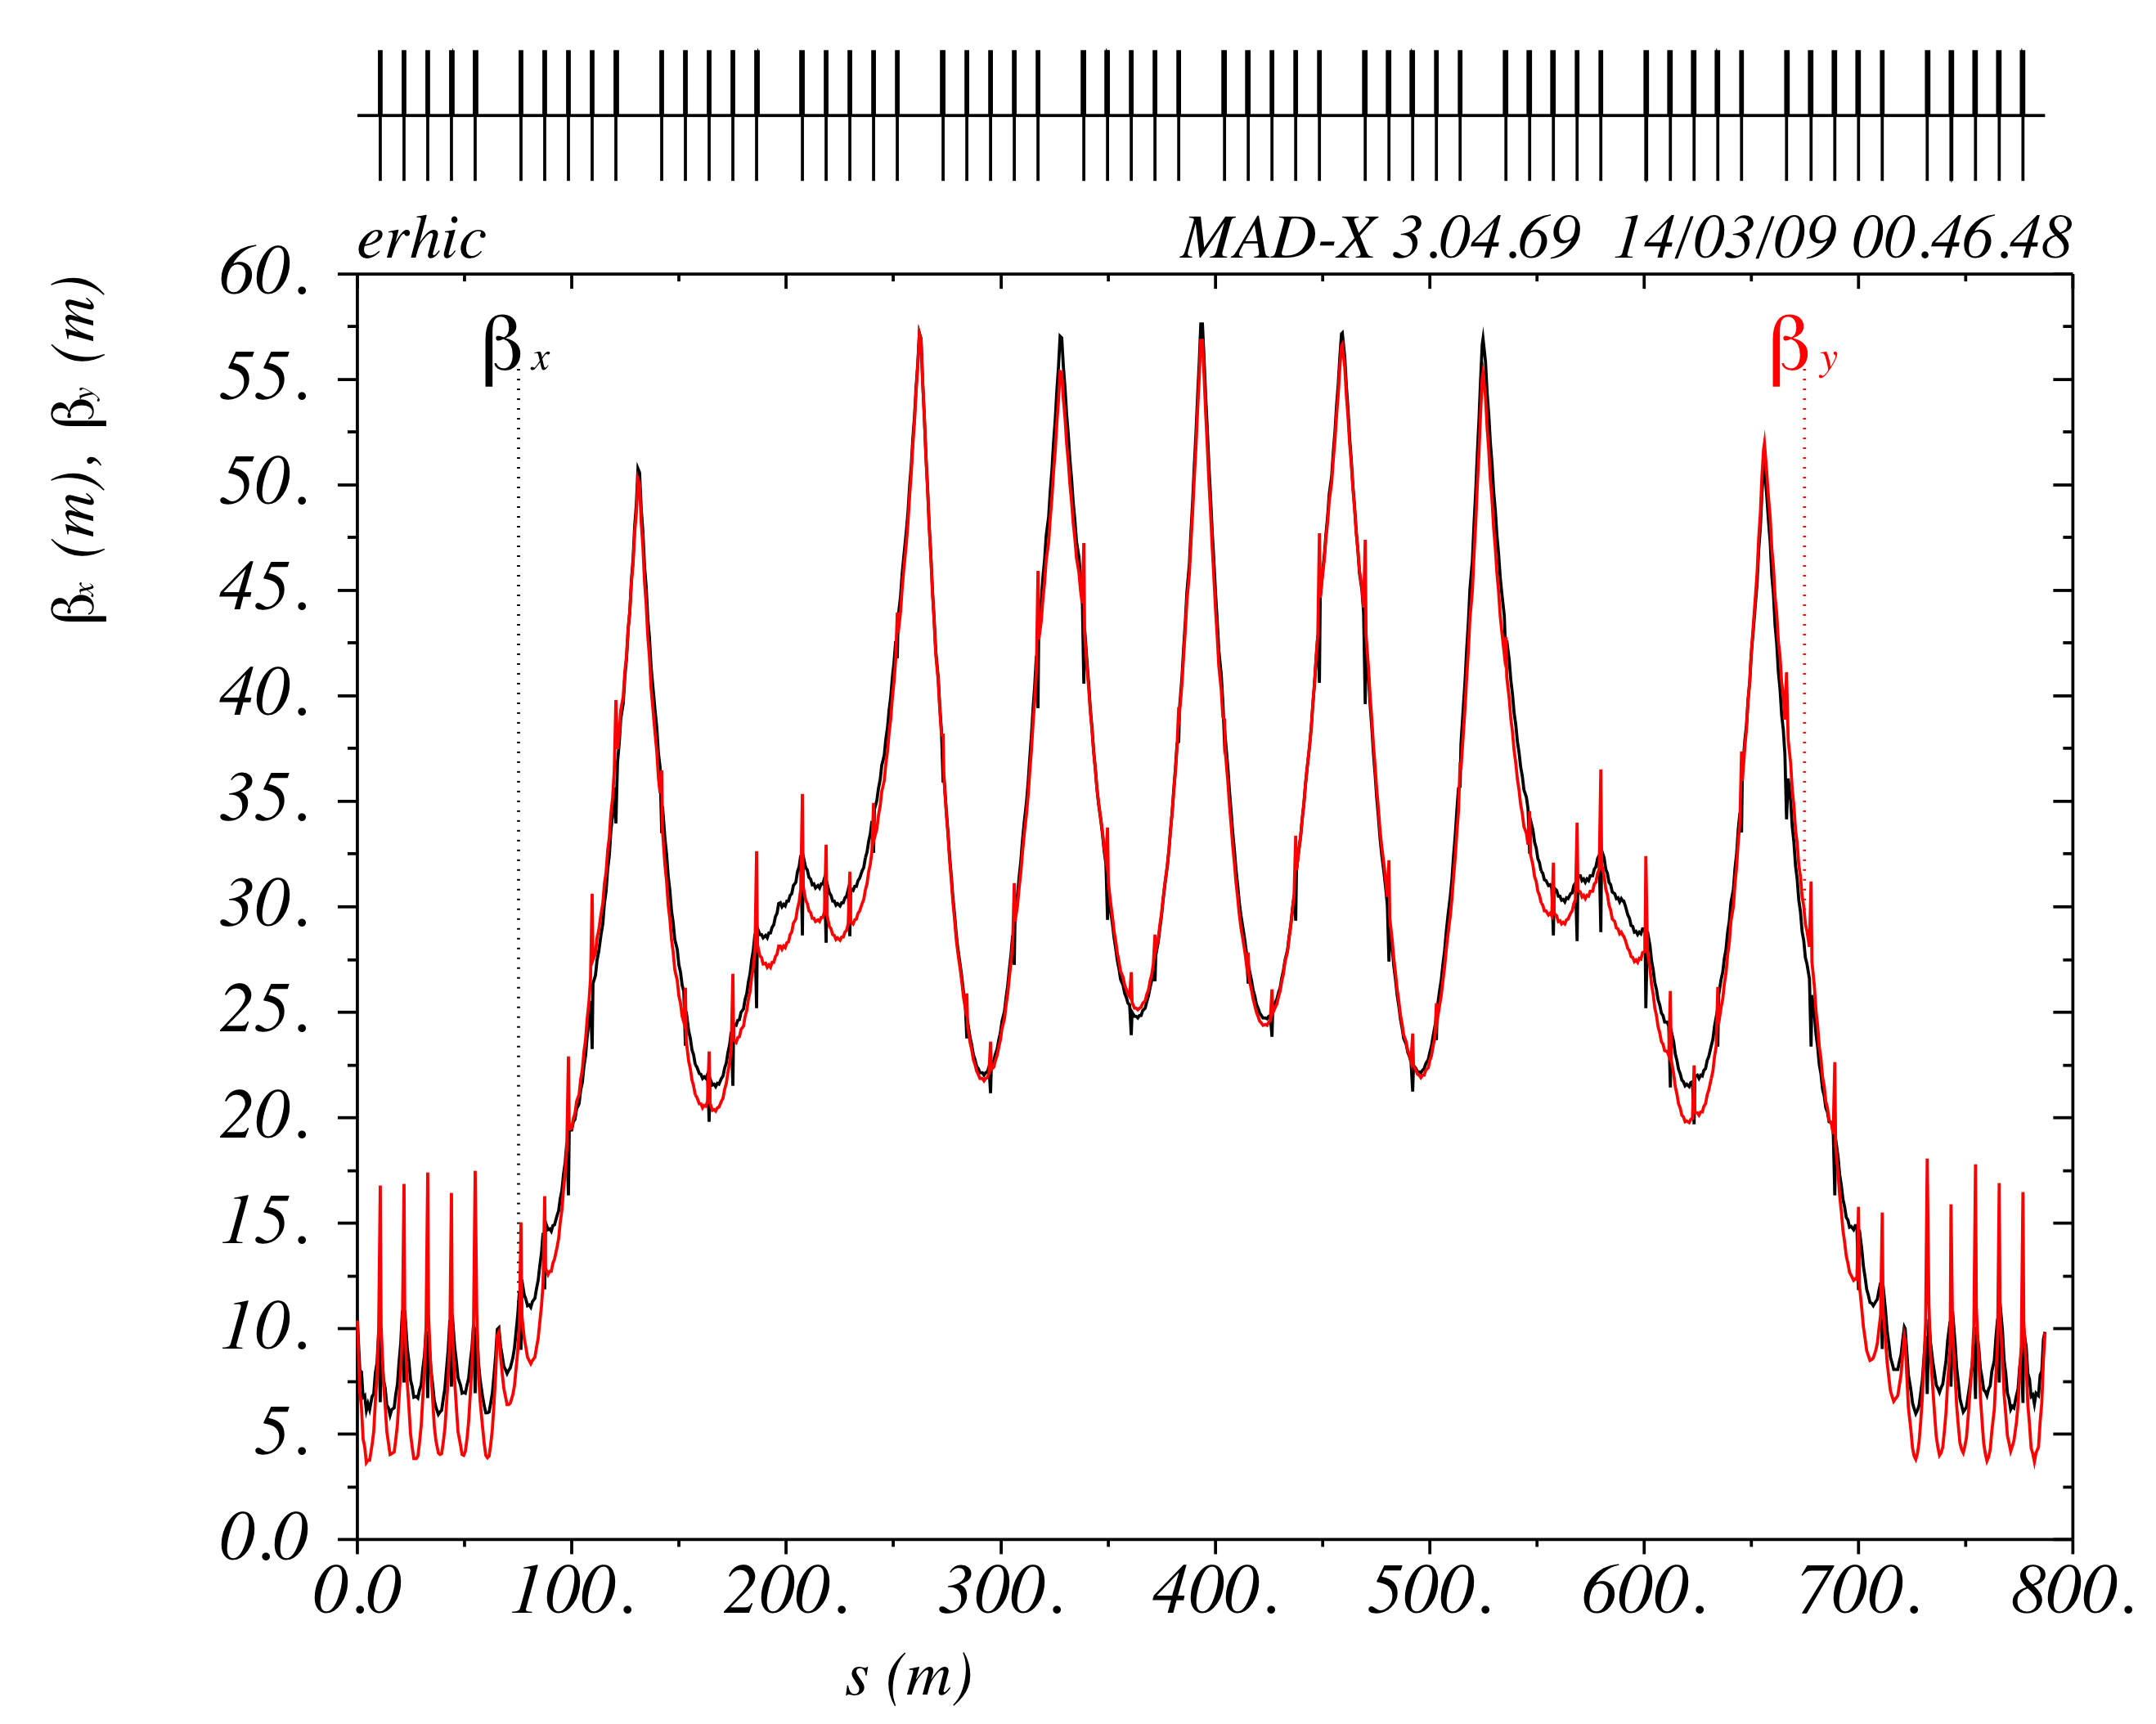 erhic MAD-X 3.04.69 14/03/09 00.46.48
βx (m), βy (m)
60.
55.
50.
45.
40.
35.
30.
25.
20.
15.
10.
5.
0.0
βx
βy
0.0 100. 200. 300. 400. 500. 600. 700. 800.
s (m)